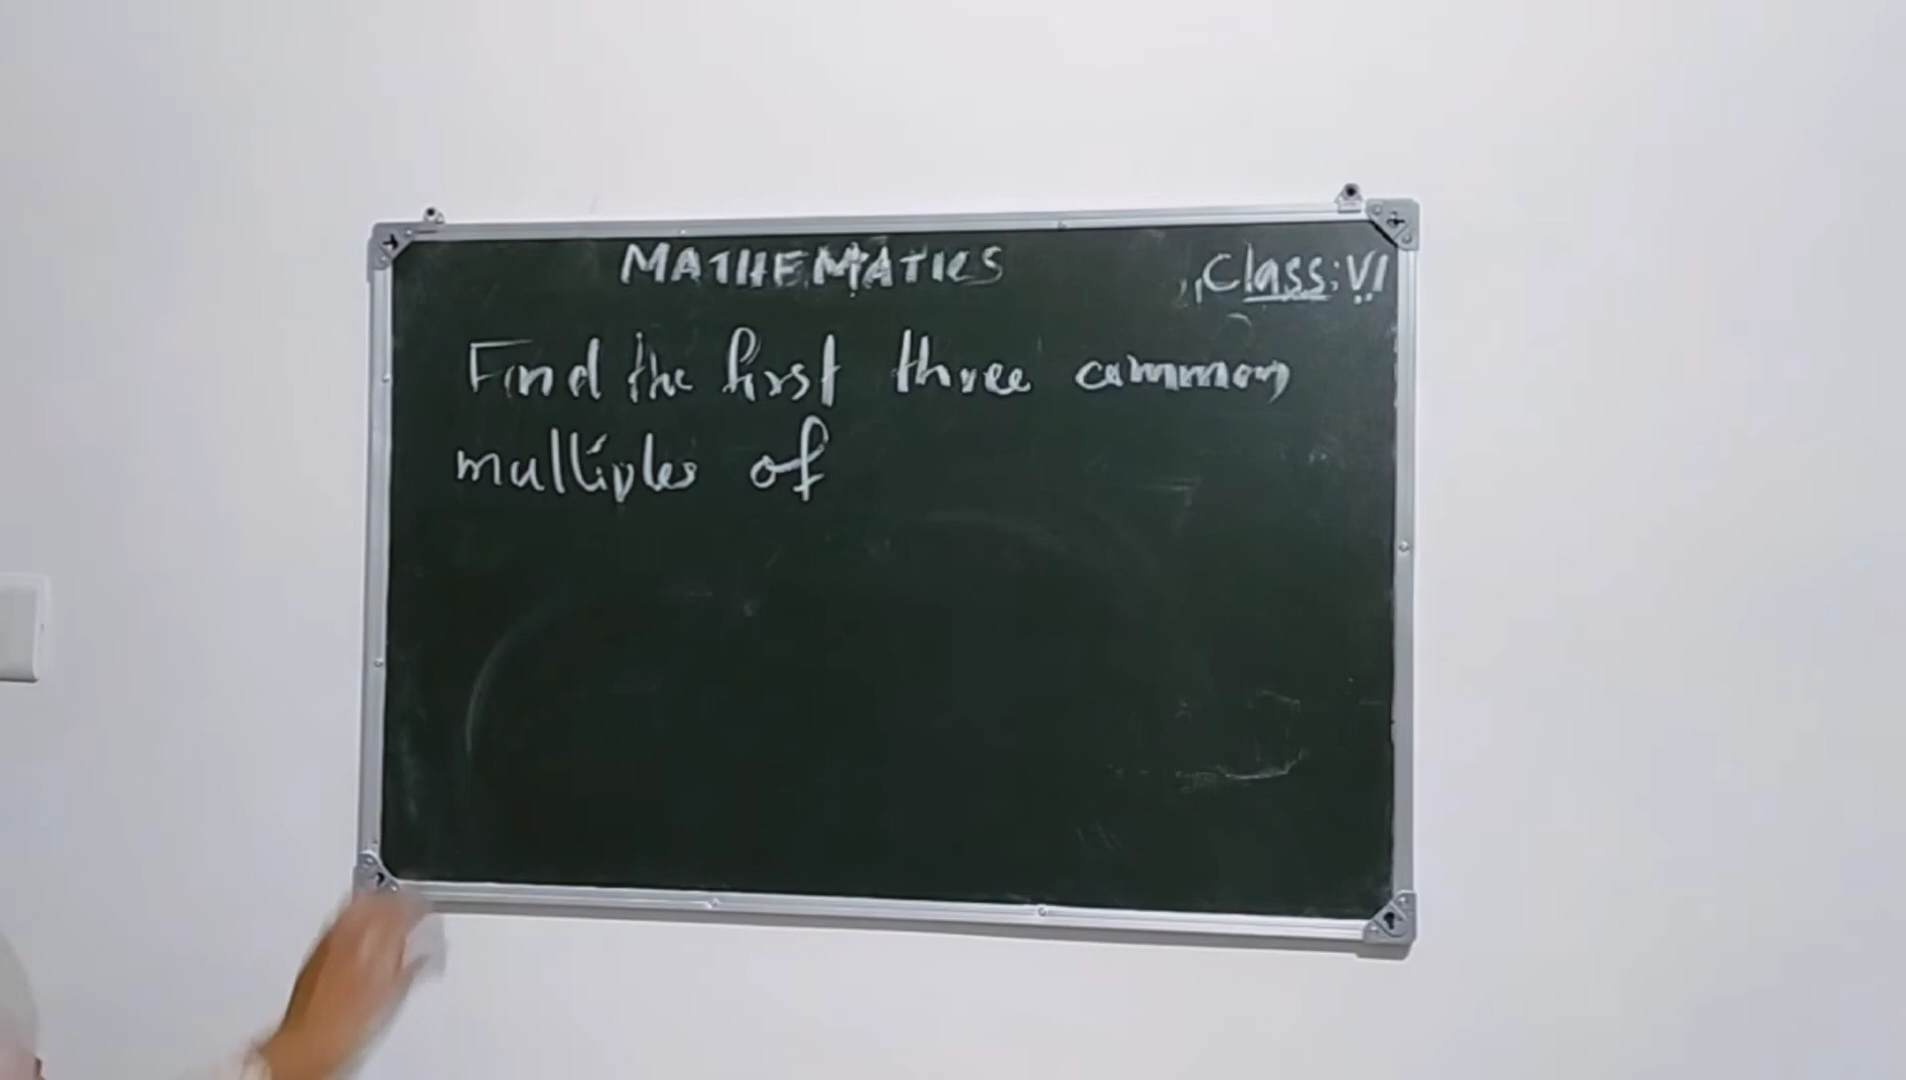 MATHEMATICS
Class: VI
Find the first three common
multiples of